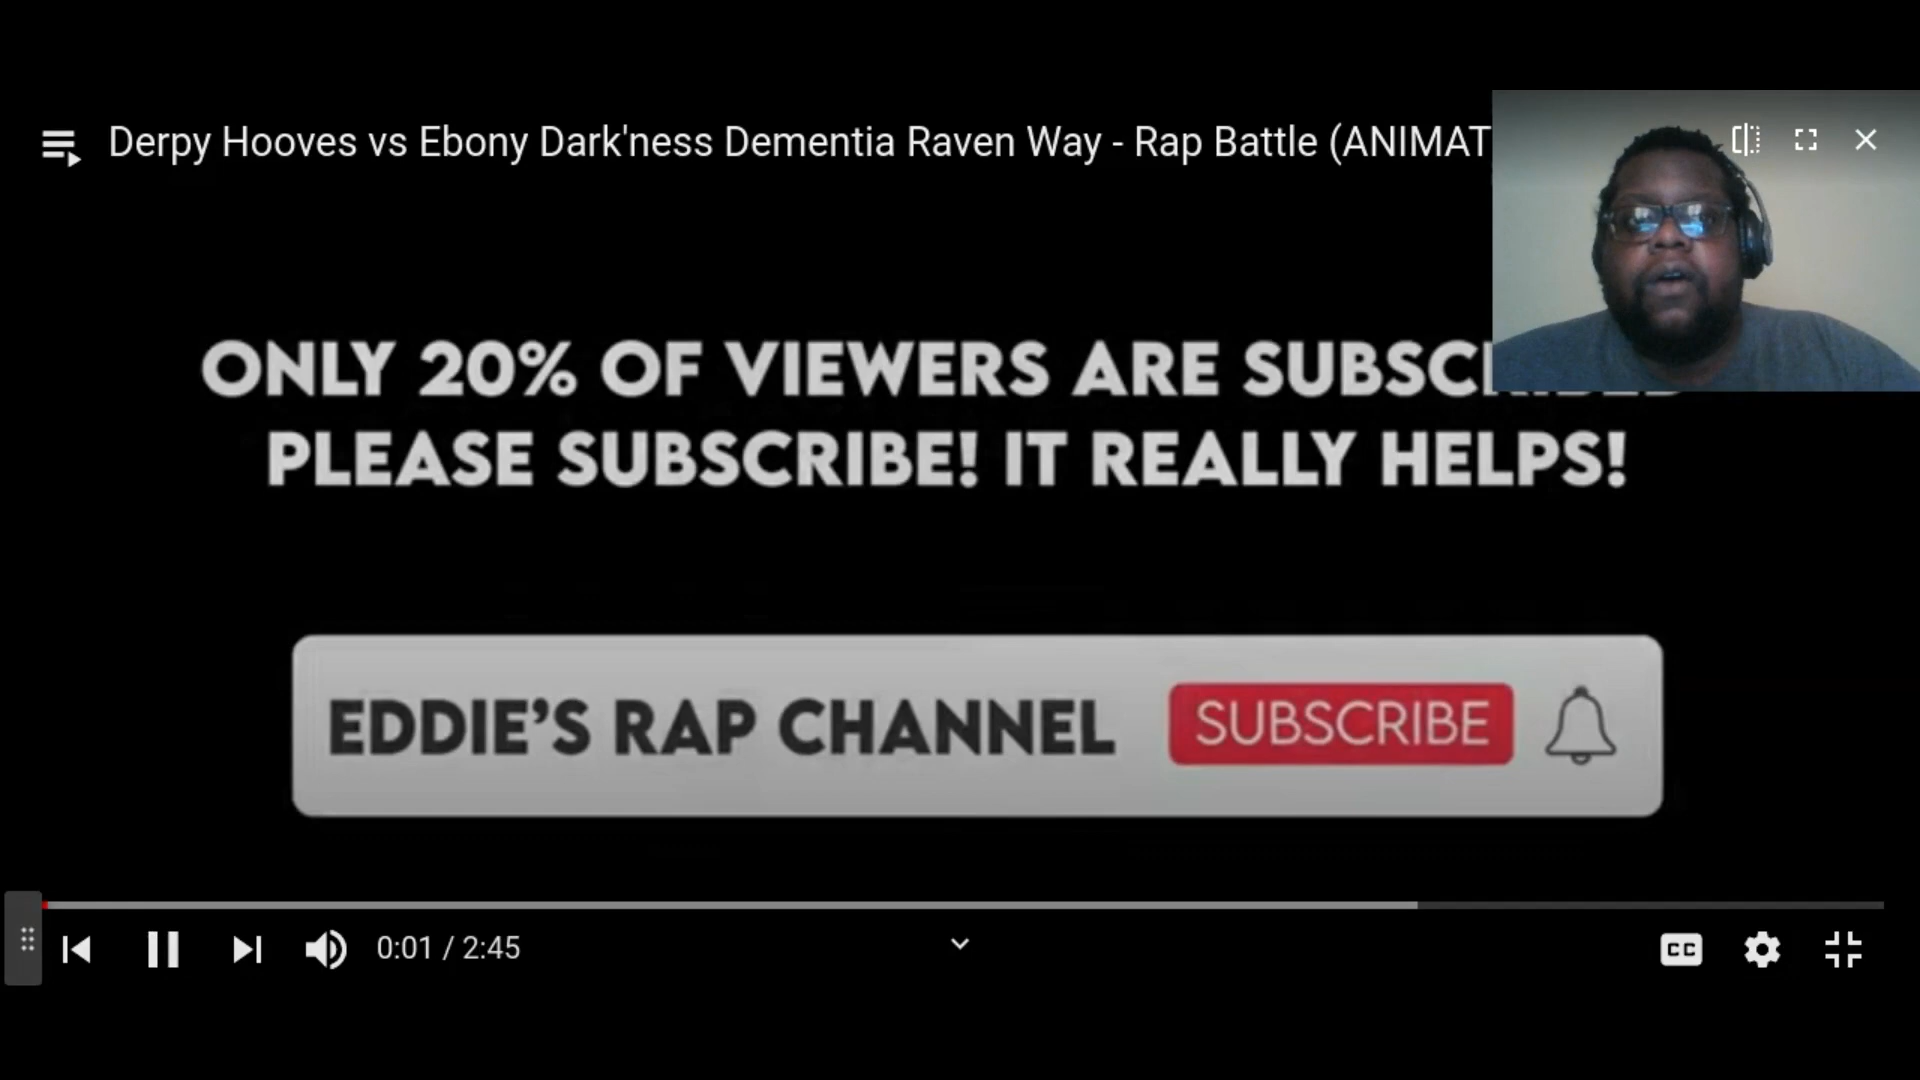 Derpy Hooves vs Ebony Dark'ness Dementia Raven Way - Rap Battle (ANIMAT
ONLY 20% OF VIEWERS ARE
PLEASE SUBSCRIBE! IT REALLY HELPS!
EDDIE'S RAP CHANNEL SUBSCRIBE
0:01 / 2:45
CC